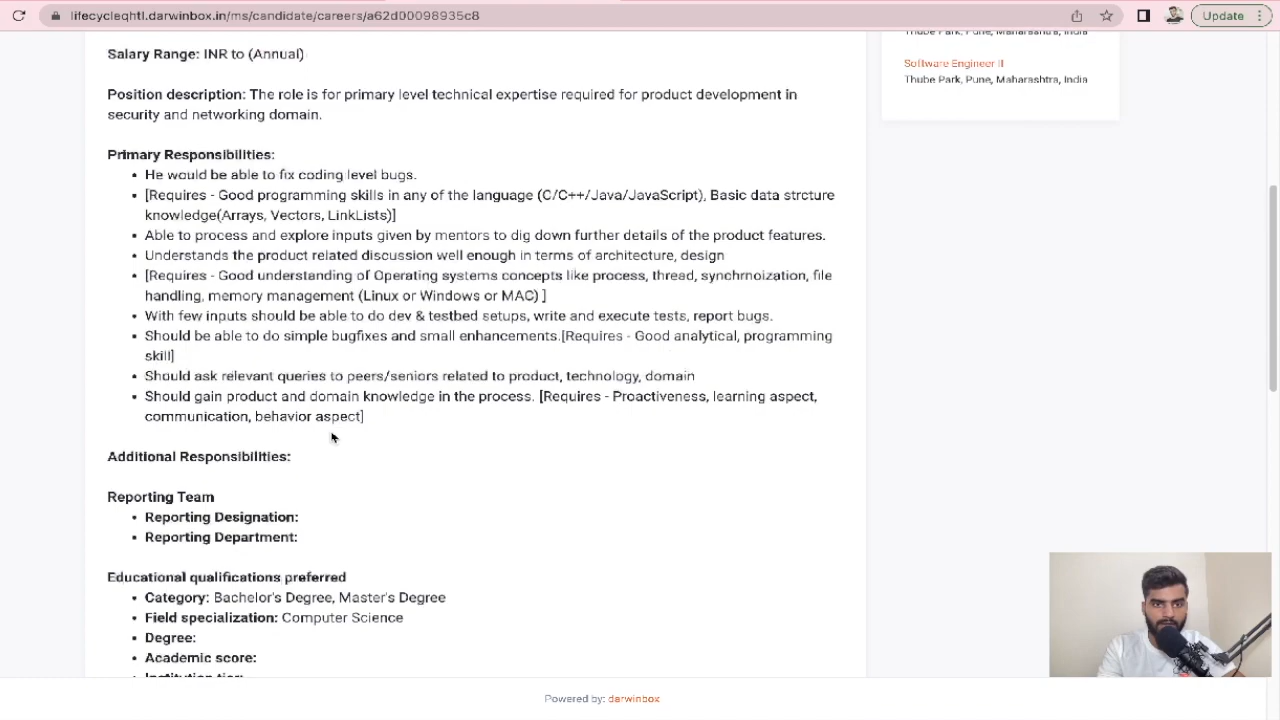 lifecycleqhtl.darwinbox.in/ms/candidate/careers/a62d00098935c8
Update
Salary Range: INR to (Annual)
Position description: The role is for primary level technical expertise required for product development in
security and networking domain.
Primary Responsibilities:
He would be able to fix coding level bugs.
[Requires - Good programming skills in any of the language (C/C++/Java/JavaScript), Basic data strcture
knowledge(Arrays, Vectors, LinkLists)]
Able to process and explore inputs given by mentors to dig down further details of the product features.
Understands the product related discussion well enough in terms of architecture, design
[Requires - Good understanding of Operating systems concepts like process, thread, synchrnoization, file
handling, memory management (Linux or Windows or MAC) ]
With few inputs should be able to do dev & testbed setups, write and execute tests, report bugs.
Should be able to do simple bugfixes and small enhancements.[Requires - Good analytical, programming
skill]
Should ask relevant queries to peers/seniors related to product, technology, domain
Should gain product and domain knowledge in the process. [Requires - Proactiveness, learning aspect,
communication, behavior aspect]
Additional Responsibilities:
Reporting Team
Reporting Designation:
Reporting Department:
Educational qualifications preferred
Category: Bachelor's Degree, Master's Degree
Field specialization: Computer Science
Degree:
Academic score:
Institution tier:
Thube Park, Pune, Maharashtra, India
Software Engineer II
Thube Park, Pune, Maharashtra, India
Powered by: darwinbox